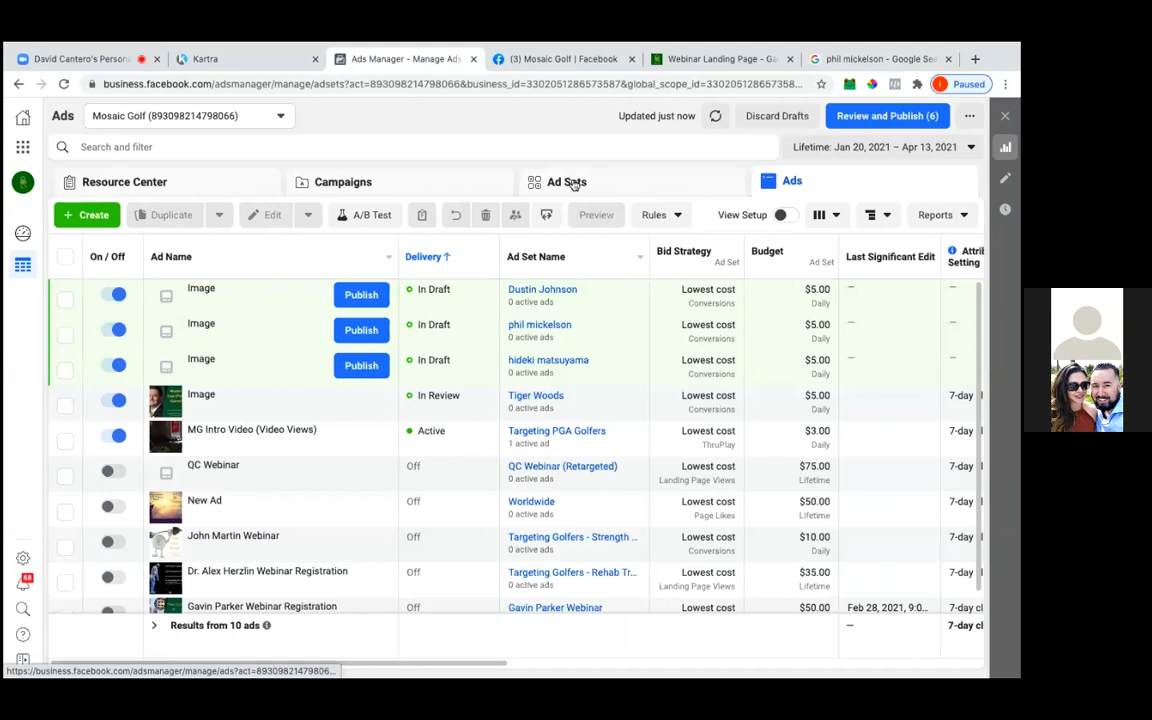 David Cantero's Persona
Kartra
Ads Manager - Manage Ads
(3) Mosaic Golf | Facebook
Webinar Landing Page - Ga
phil mickelson - Google Sea
business.facebook.com/adsmanager/manage/adsets?act=893098214798066&business_id=3302051286573587&global_scope_id=330205128657358...
Paused
Ads
Mosaic Golf (893098214798066)
Updated just now
Discard Drafts
Review and Publish (6)
Search and filter
Lifetime: Jan 20, 2021 – Apr 13, 2021
Resource Center
Campaigns
Ad Sets
Ads
+ Create
Duplicate
Edit
A/B Test
Preview
Rules
View Setup
Reports
On / Off
Ad Name
Delivery ↑
Ad Set Name
Bid Strategy
Ad Set
Budget
Ad Set
Last Significant Edit
Attrib
Setting
Image
Publish
In Draft
Dustin Johnson
0 active ads
Lowest cost
Conversions
$5.00
Daily
—
—
Image
Publish
In Draft
phil mickelson
0 active ads
Lowest cost
Conversions
$5.00
Daily
—
—
Image
Publish
In Draft
hideki matsuyama
0 active ads
Lowest cost
Conversions
$5.00
Daily
—
—
Image
In Review
Tiger Woods
0 active ads
Lowest cost
Conversions
$5.00
Daily
7-day
MG Intro Video (Video Views)
Active
Targeting PGA Golfers
1 active ad
Lowest cost
ThruPlay
$3.00
Daily
7-day
QC Webinar
Off
QC Webinar (Retargeted)
0 active ads
Lowest cost
Landing Page Views
$75.00
Lifetime
7-day
New Ad
Off
Worldwide
0 active ads
Lowest cost
Page Likes
$50.00
Lifetime
7-day
John Martin Webinar
Off
Targeting Golfers - Strength ...
0 active ads
Lowest cost
Conversions
$10.00
Daily
7-day
Dr. Alex Herzlin Webinar Registration
Off
Targeting Golfers - Rehab Tr...
0 active ads
Lowest cost
Landing Page Views
$35.00
Lifetime
7-day
Gavin Parker Webinar Registration
Off
Gavin Parker Webinar
Lowest cost
$50.00
Feb 28, 2021, 9:0...
7-day cl
Results from 10 ads
—
7-day cl
68
https://business.facebook.com/adsmanager/manage/ads?act=89309821479806...